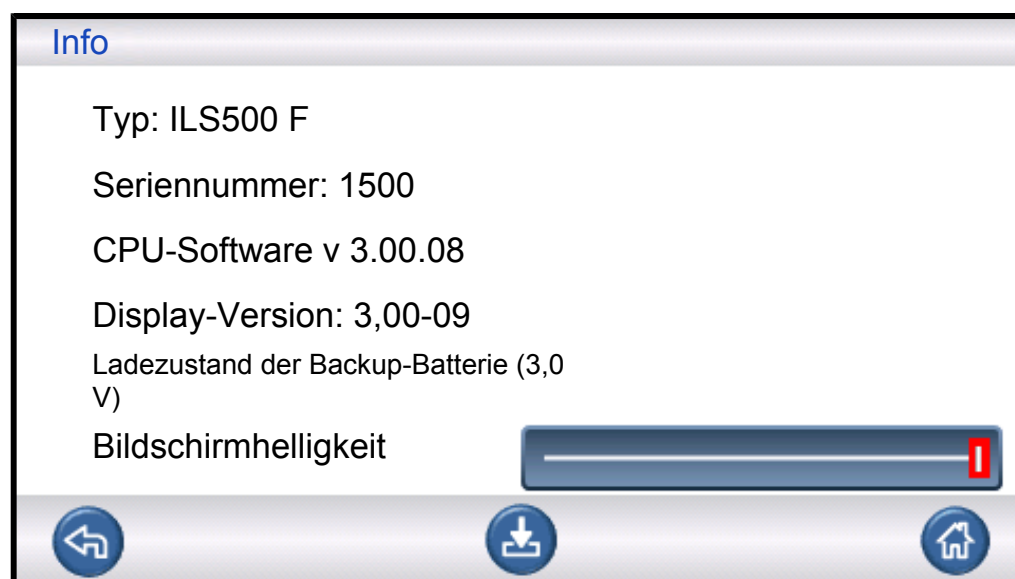 Info
Typ: ILS500 F
Seriennummer: 1500
CPU-Software v 3.00.08
Display-Version: 3,00-09
Ladezustand der Backup-Batterie (3,0
V)
Bildschirmhelligkeit